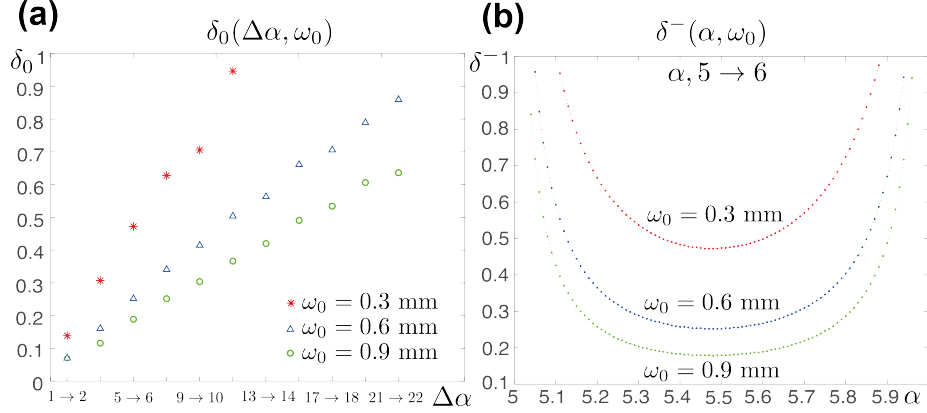 (a)
δ₀(Δα, ω₀)
δ₀
1
0.9
0.8
0.7
0.6
0.5
0.4
0.3
0.2
0.1
0
ω₀ = 0.3 mm
ω₀ = 0.6 mm
ω₀ = 0.9 mm
1 → 2
5 → 6
9 → 10
13 → 14
17 → 18
21 → 22
Δα
(b)
δ⁻(α, ω₀)
δ⁻
α, 5 → 6
1
0.9
0.8
0.7
0.6
0.5
0.4
0.3
0.2
0.1
ω₀ = 0.3 mm
ω₀ = 0.6 mm
ω₀ = 0.9 mm
5
5.1
5.2
5.3
5.4
5.5
5.6
5.7
5.8
5.9
α